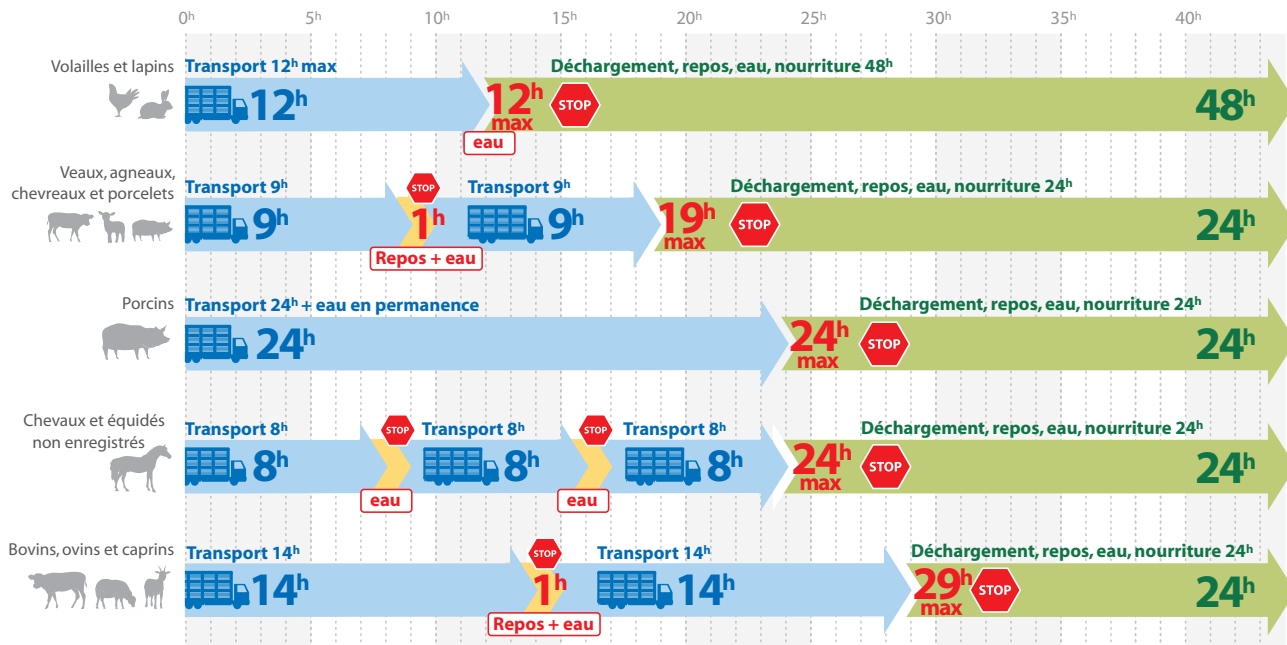 0h 5h 10h 15h 20h 25h 30h 35h 40h
Volailles et lapins
Transport 12h max
Déchargement, repos, eau, nourriture 48h
12h
12h
max
STOP
48h
eau
Veaux, agneaux,
chevreaux et porcelets
Transport 9h
STOP
Transport 9h
Déchargement, repos, eau, nourriture 24h
9h
1h
9h
19h
max
STOP
24h
Repos + eau
Porcins
Transport 24h + eau en permanence
Déchargement, repos, eau, nourriture 24h
24h
24h
max
STOP
24h
Chevaux et équidés
non enregistrés
Transport 8h
STOP
Transport 8h
STOP
Transport 8h
Déchargement, repos, eau, nourriture 24h
8h
8h
8h
24h
max
STOP
24h
eau
eau
Bovins, ovins et caprins
Transport 14h
STOP
Transport 14h
Déchargement, repos, eau, nourriture 24h
14h
1h
14h
29h
max
STOP
24h
Repos + eau